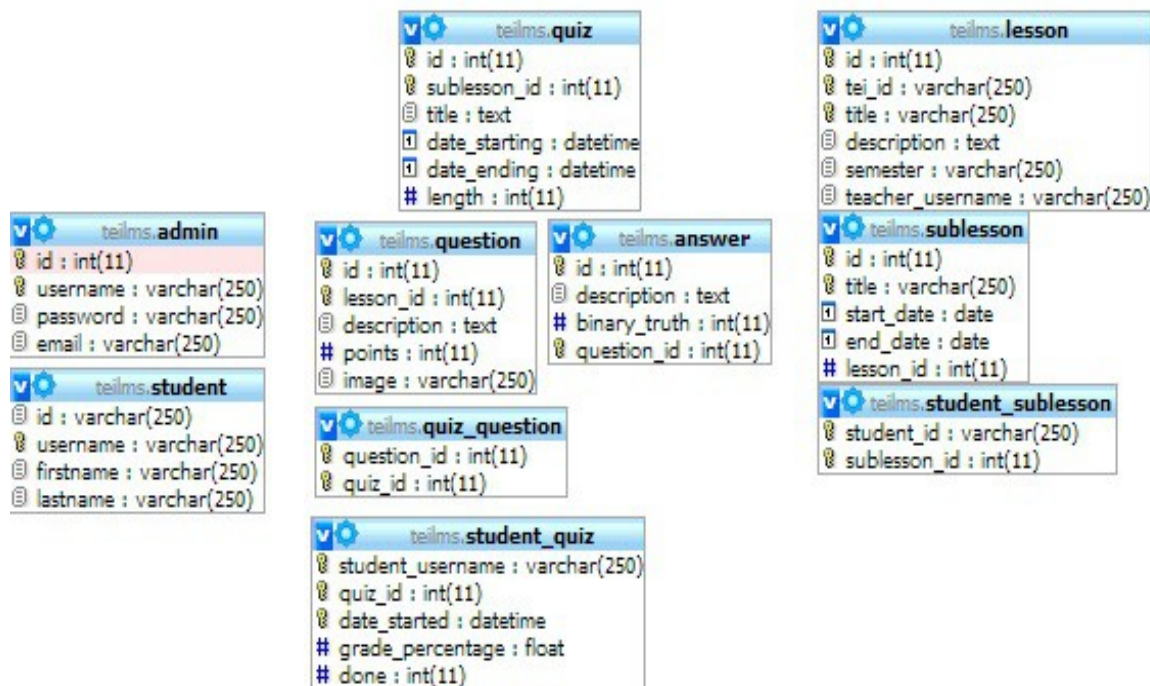 teilms.quiz
id : int(11)
sublesson_id : int(11)
title : text
date_starting : datetime
date_ending : datetime
# length : int(11)
teilms.lesson
id : int(11)
tei_id : varchar(250)
title : varchar(250)
description : text
semester : varchar(250)
teacher_username : varchar(250)
teilms.admin
id : int(11)
username : varchar(250)
password : varchar(250)
email : varchar(250)
teilms.question
id : int(11)
lesson_id : int(11)
description : text
# points : int(11)
image : varchar(250)
teilms.answer
id : int(11)
description : text
# binary_truth : int(11)
question_id : int(11)
teilms.sublesson
id : int(11)
title : varchar(250)
start_date : date
end_date : date
# lesson_id : int(11)
teilms.student
id : varchar(250)
username : varchar(250)
firstname : varchar(250)
lastname : varchar(250)
teilms.quiz_question
question_id : int(11)
quiz_id : int(11)
teilms.student_sublesson
student_id : varchar(250)
sublesson_id : int(11)
teilms.student_quiz
student_username : varchar(250)
quiz_id : int(11)
date_started : datetime
# grade_percentage : float
# done : int(11)